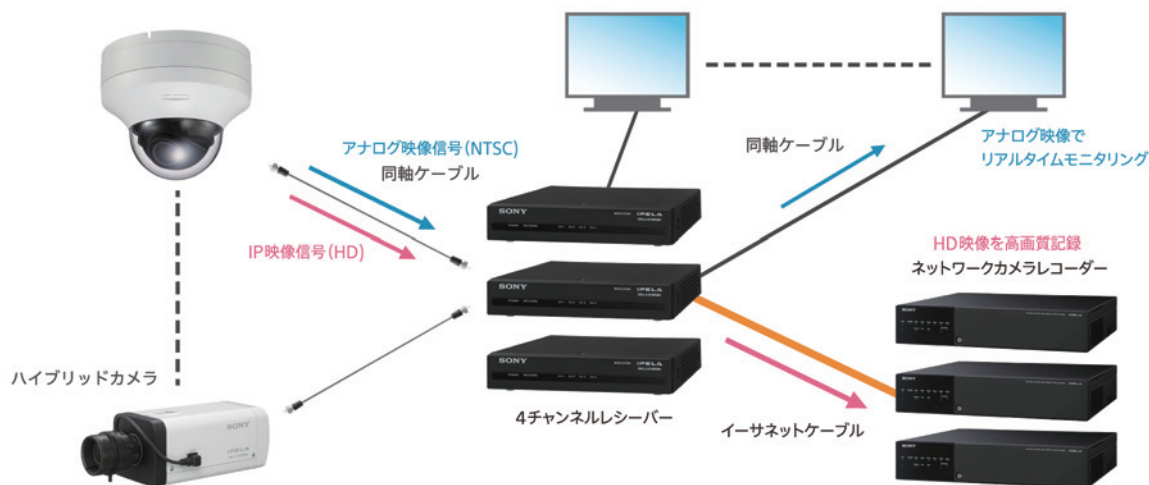 アナログ映像信号(NTSC)
同軸ケーブル
IP映像信号(HD)
同軸ケーブル
アナログ映像で
リアルタイムモニタリング
SONY
IPELA
SONY
IPELA
SONY
IPELA
4チャンネルレシーバー
HD映像を高画質記録
ネットワークカメラレコーダー
SONY
SONY
SONY
イーサネットケーブル
ハイブリッドカメラ
SONY
IPELA